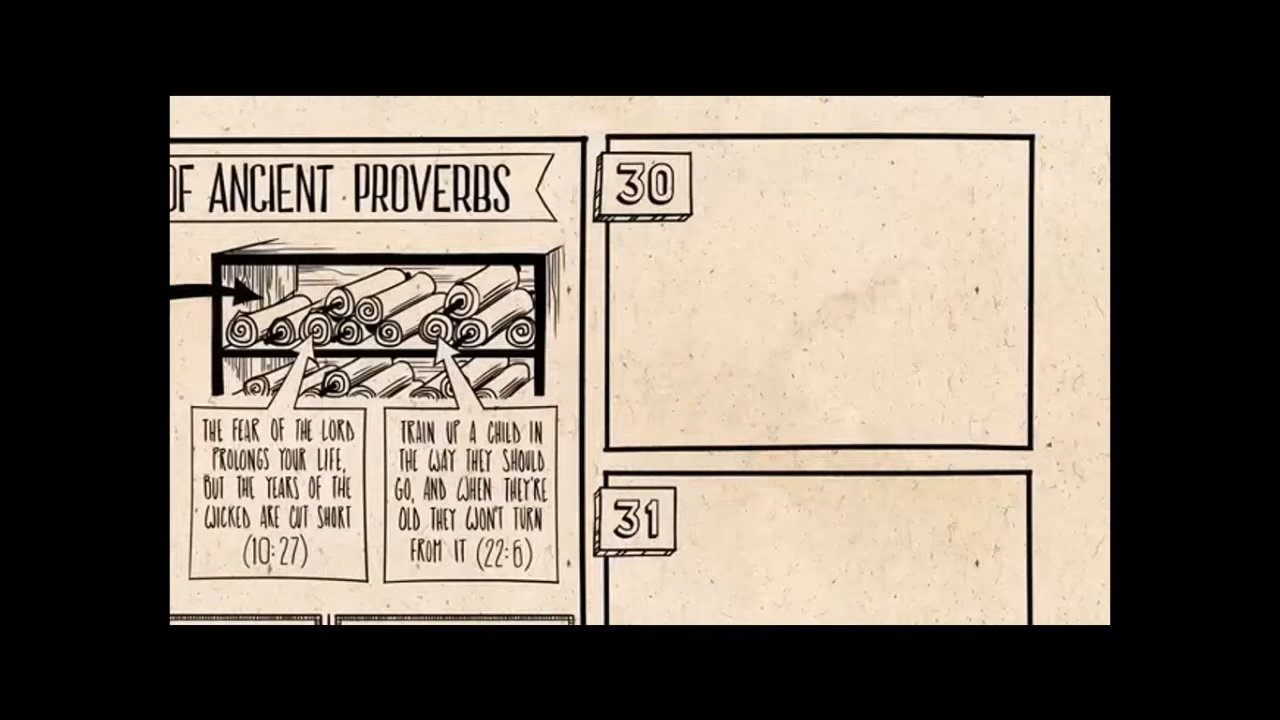 OF ANCIENT PROVERBS
THE FEAR OF THE LORD
PROLONGS YOUR LIFE,
BUT THE YEARS OF THE
WICKED ARE CUT SHORT
(10:27)
TRAIN UP A CHILD IN
THE WAY THEY SHOULD
GO, AND WHEN THEY'RE
OLD THEY WON'T TURN
FROM IT (22:6)
30
31